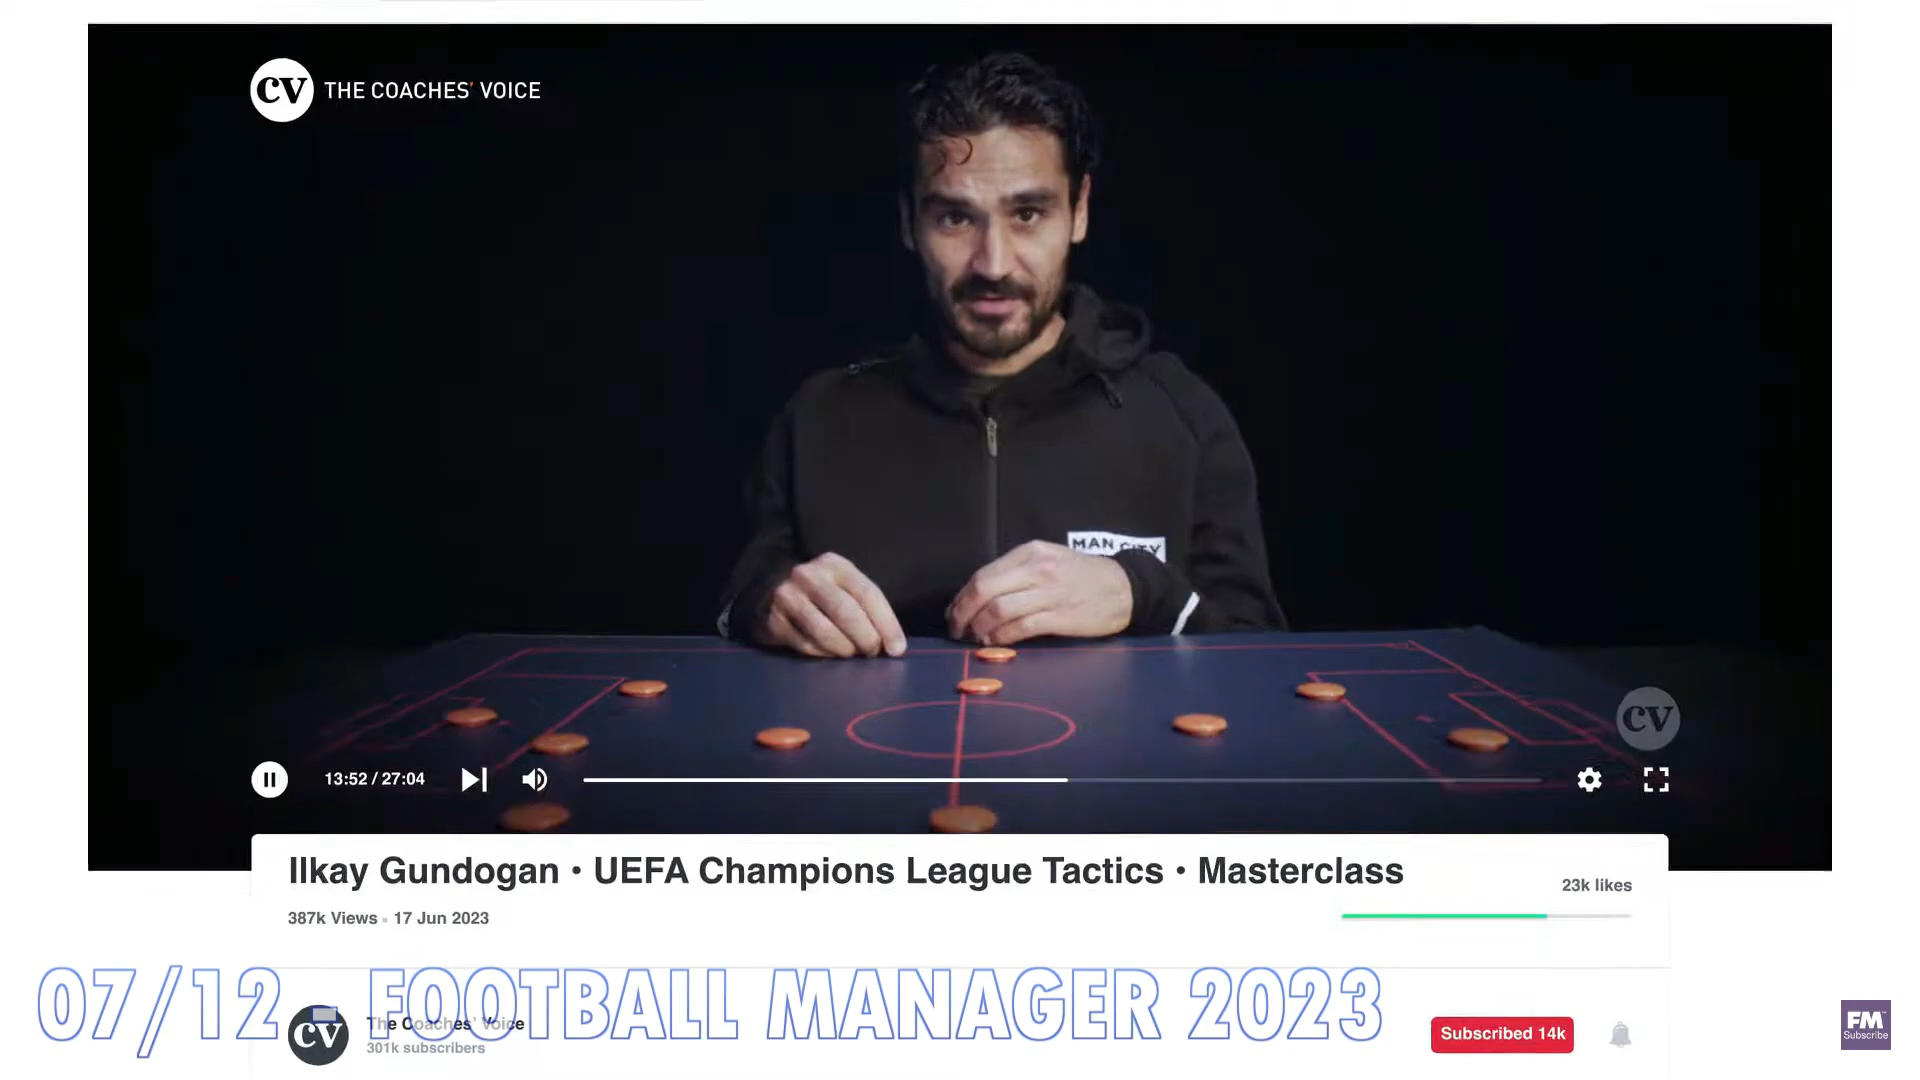 CV THE COACHES' VOICE
MAN CITY
CV
13:52 / 27:04
Ilkay Gundogan • UEFA Champions League Tactics • Masterclass
23k likes
387k Views 17 Jun 2023
07/12 - FOOTBALL MANAGER 2023
CV
The Coaches' Voice
301k subscribers
Subscribed 14k
FM
Subscribe